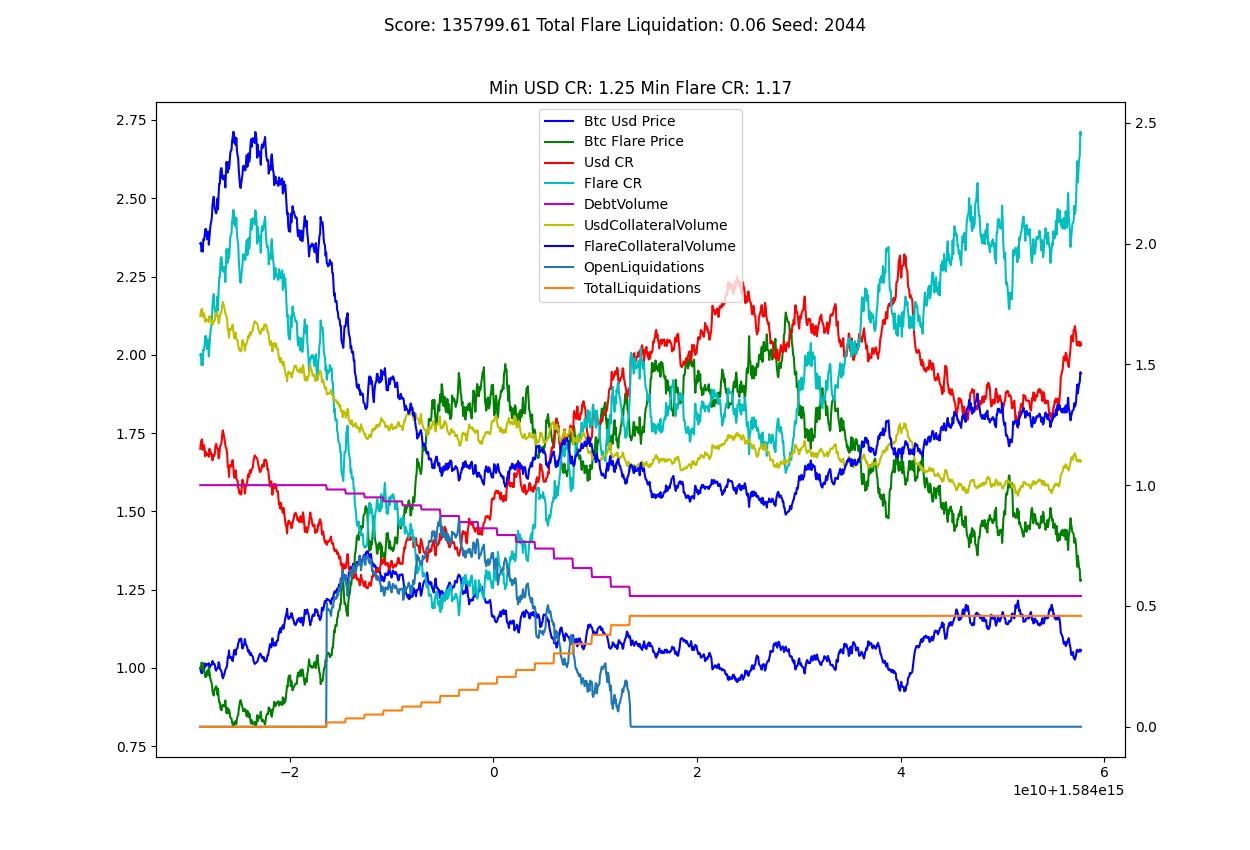 Score: 135799.61 Total Flare Liquidation: 0.06 Seed: 2044
Min USD CR: 1.25 Min Flare CR: 1.17
Btc Usd Price
Btc Flare Price
Usd CR
Flare CR
DebtVolume
UsdCollateralVolume
FlareCollateralVolume
OpenLiquidations
TotalLiquidations
2.75
2.50
2.25
2.00
1.75
1.50
1.25
1.00
0.75
2.5
2.0
1.5
1.0
0.5
0.0
−2 0 2 4 6
1e10+1.584e15